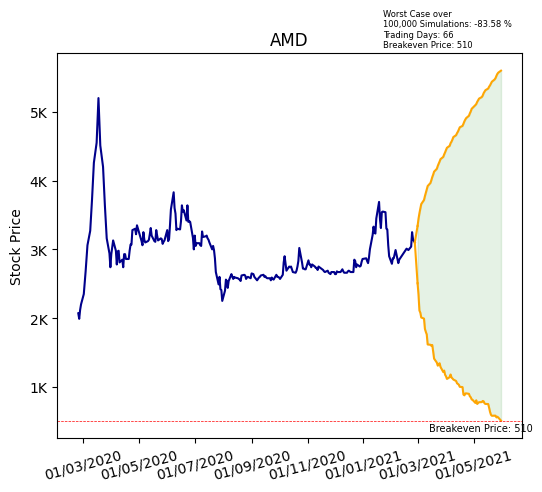 Worst Case over
100,000 Simulations: -83.58 %
Trading Days: 66
Breakeven Price: 510
AMD
Stock Price
5K
4K
3K
2K
1K
Breakeven Price: 510
01/03/2020 01/05/2020 01/07/2020 01/09/2020 01/11/2020 01/01/2021 01/03/2021 01/05/2021